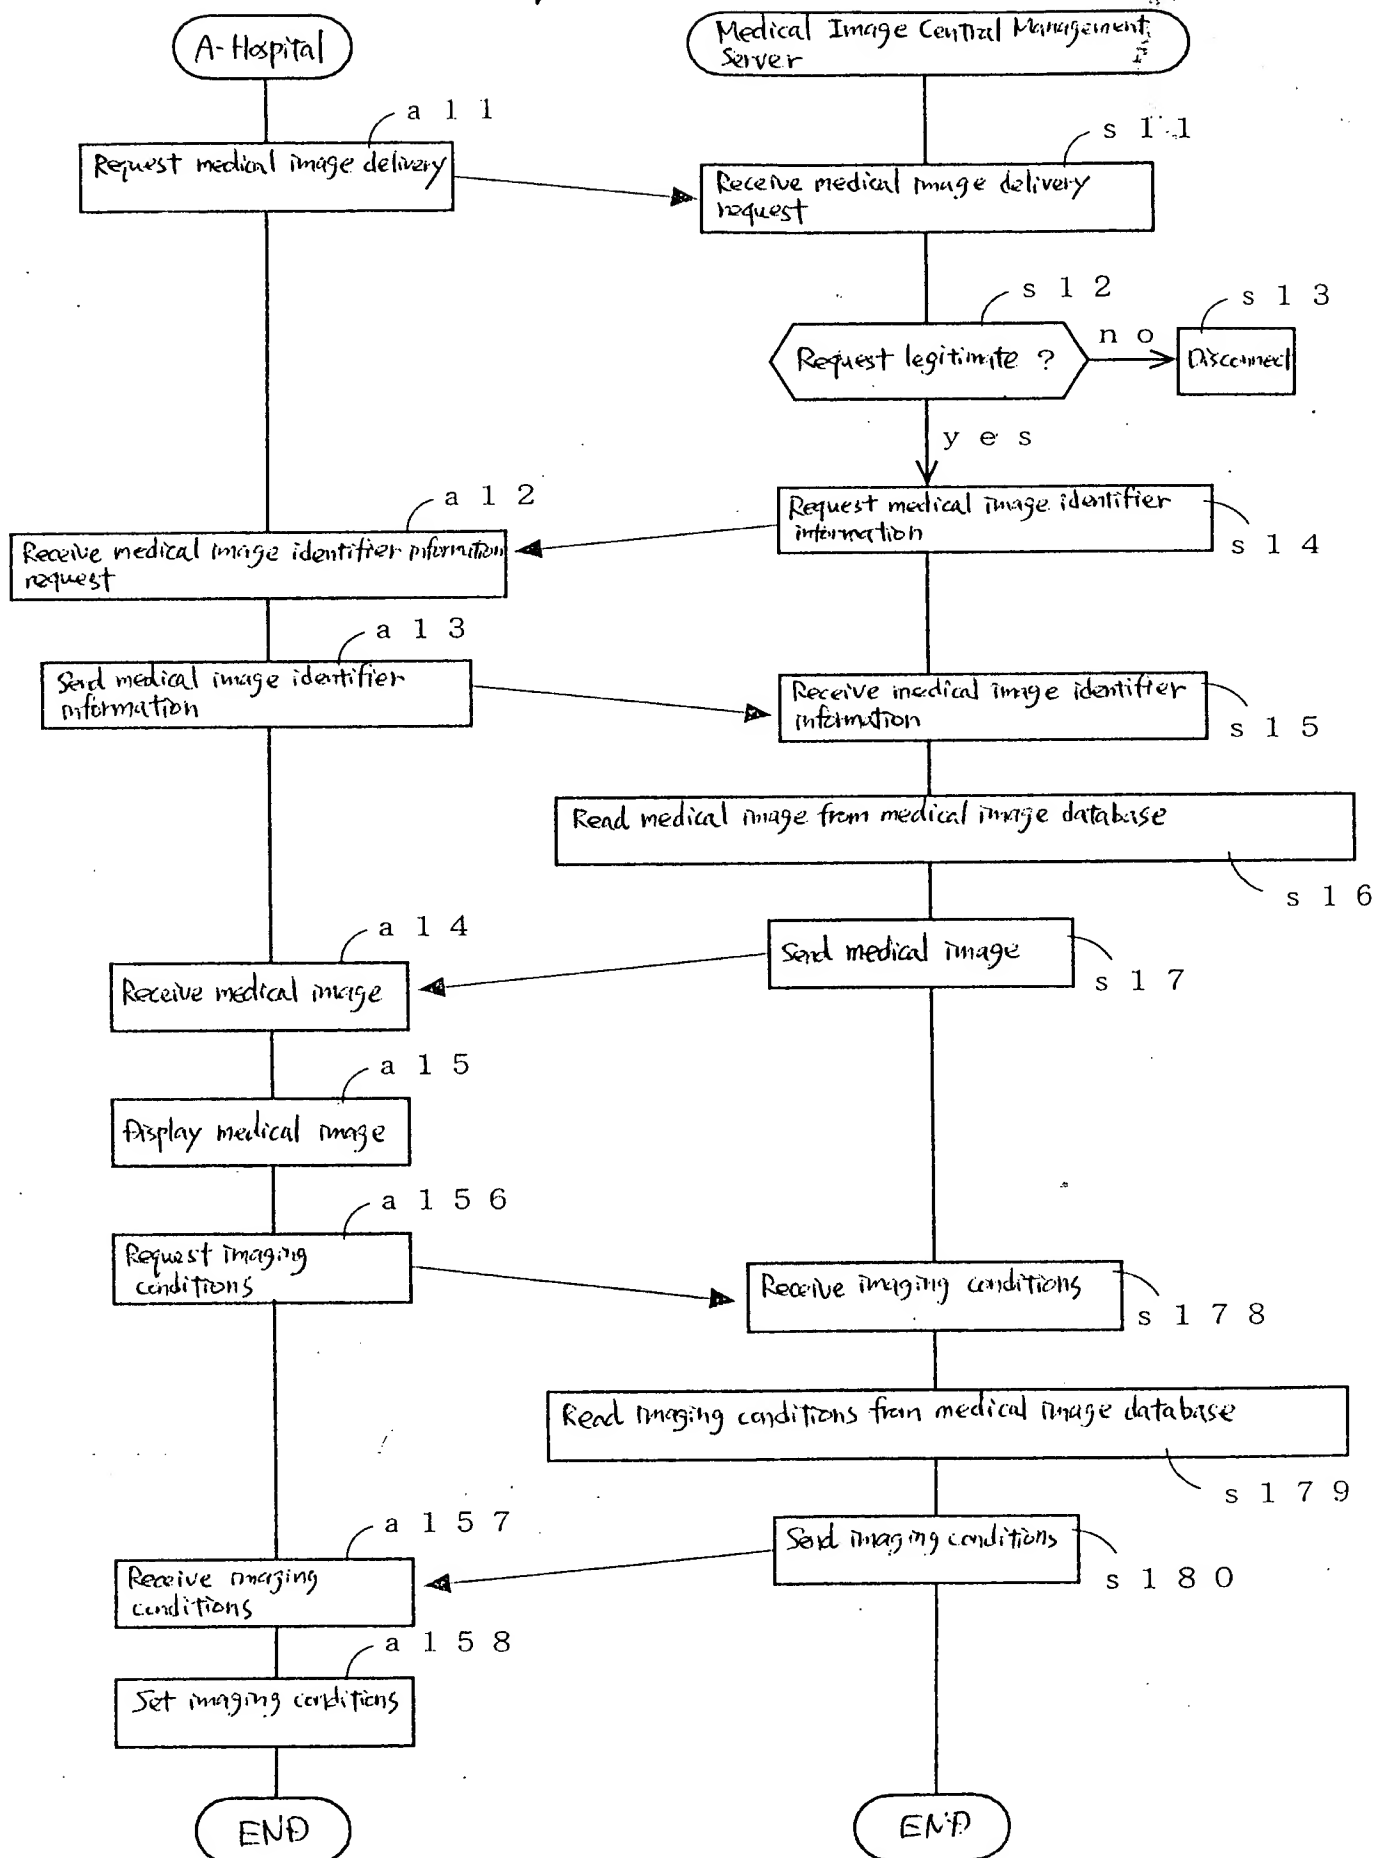 A-Hospital
Medical Image Central Management
Server
a 1 1
Request medical image delivery
s 1 1
Receive medical image delivery
request
s 1 2
Request legitimate ?
n o
s 1 3
Disconnect
y e s
a 1 2
Receive medical image identifier information
request
Request medical image identifier
information
s 1 4
a 1 3
Send medical image identifier
information
Receive medical image identifier
information
s 1 5
Read medical image from medical image database
s 1 6
a 1 4
Receive medical image
Send medical image
s 1 7
a 1 5
Display medical image
a 1 5 6
Request imaging
conditions
Receive imaging conditions
s 1 7 8
Read imaging conditions from medical image database
s 1 7 9
a 1 5 7
Receive imaging
conditions
Send imaging conditions
s 1 8 0
a 1 5 8
Set imaging conditions
END
END